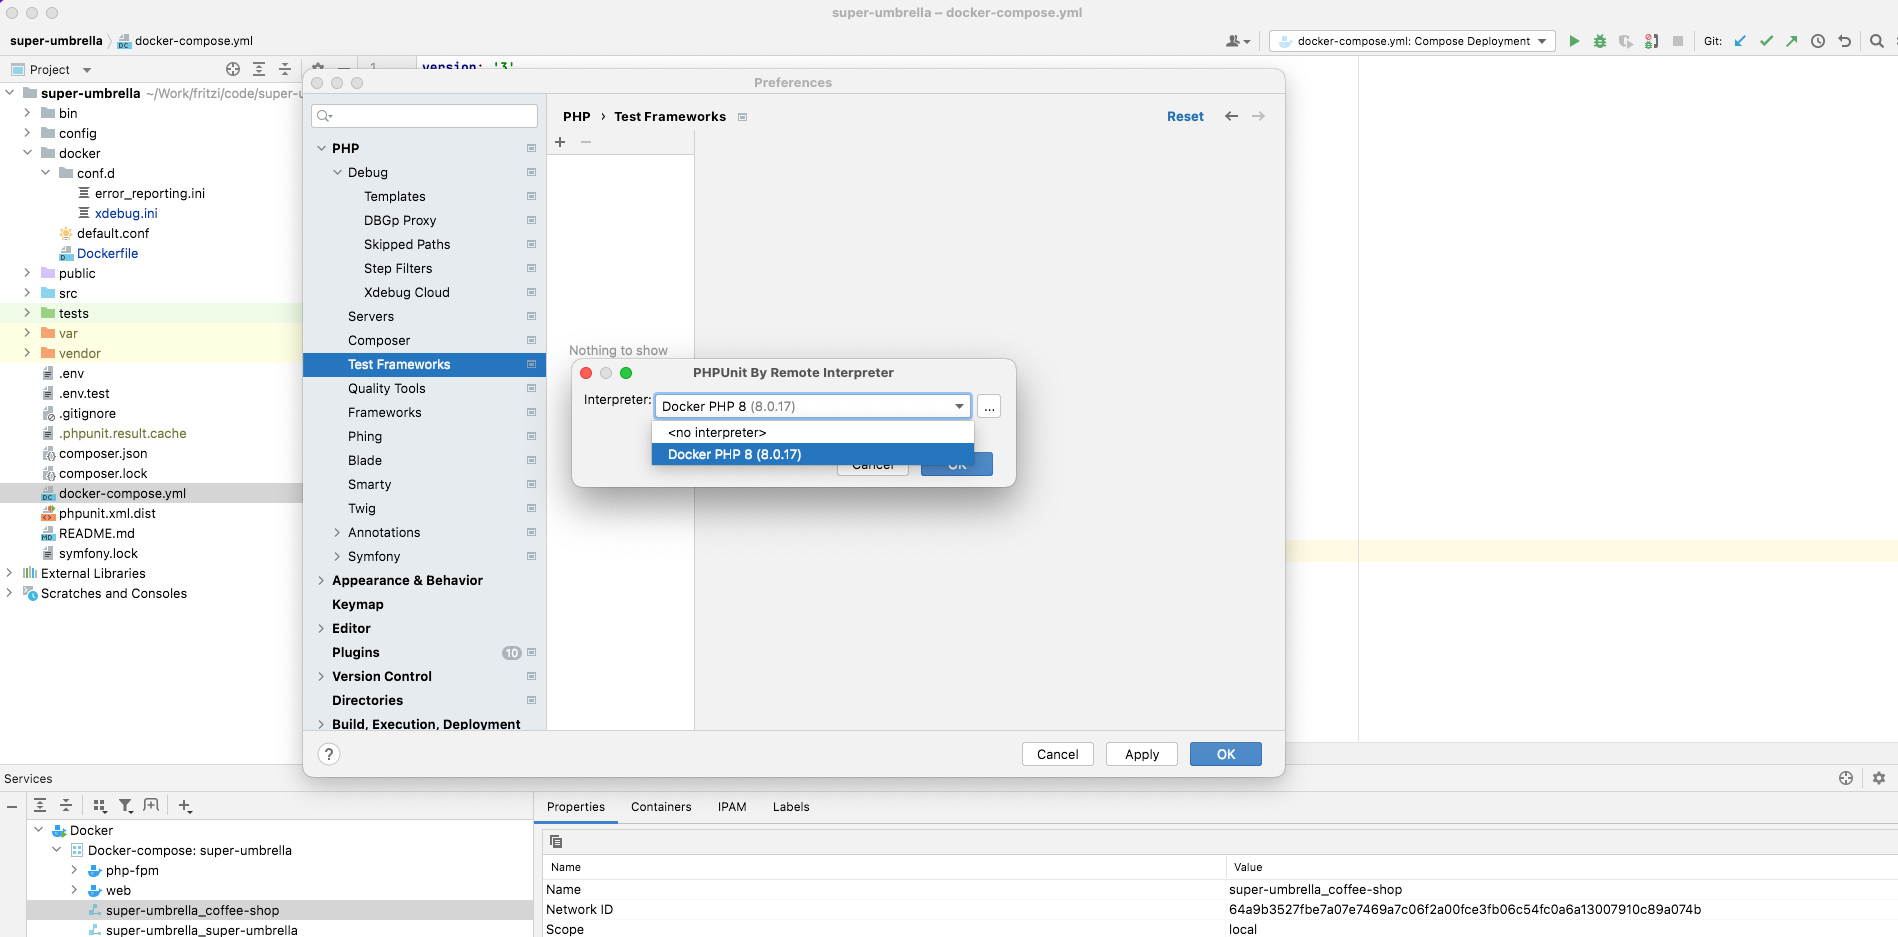 super-umbrella – docker-compose.yml
super-umbrella
docker-compose.yml
docker-compose.yml: Compose Deployment
Git:
Project
1
version: '3'
super-umbrella ~/Work/fritzi/code/super-u
bin
config
docker
conf.d
error_reporting.ini
xdebug.ini
default.conf
Dockerfile
public
src
tests
var
vendor
.env
.env.test
.gitignore
.phpunit.result.cache
composer.json
composer.lock
docker-compose.yml
phpunit.xml.dist
README.md
symfony.lock
External Libraries
Scratches and Consoles
Preferences
PHP
Debug
Templates
DBGp Proxy
Skipped Paths
Step Filters
Xdebug Cloud
Servers
Composer
Test Frameworks
Quality Tools
Frameworks
Phing
Blade
Smarty
Twig
Annotations
Symfony
Appearance & Behavior
Keymap
Editor
Plugins 10
Version Control
Directories
Build, Execution, Deployment
PHP › Test Frameworks
Reset
Nothing to show
PHPUnit By Remote Interpreter
Interpreter:
Docker PHP 8 (8.0.17)
...
<no interpreter>
Docker PHP 8 (8.0.17)
Cancel
OK
?
Cancel
Apply
OK
Services
Docker
Docker-compose: super-umbrella
php-fpm
web
super-umbrella_coffee-shop
super-umbrella_super-umbrella
Properties Containers IPAM Labels
Name Value
Name super-umbrella_coffee-shop
Network ID 64a9b3527fbe7a07e7469a7c06f2a00fce3fb06c54fc0a6a13007910c89a074b
Scope local